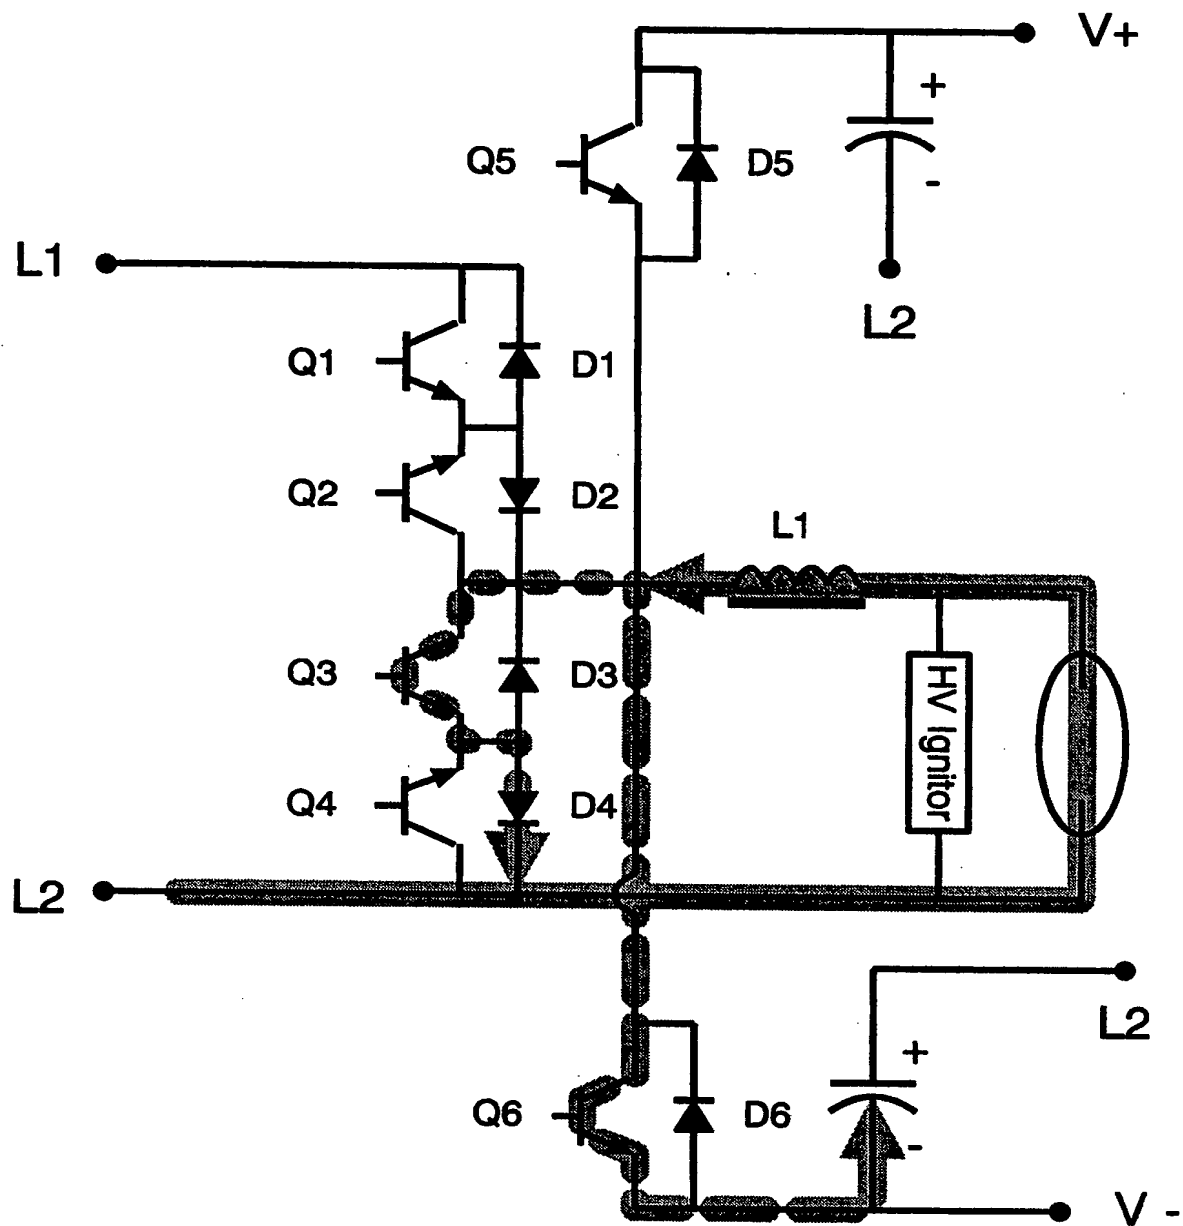 V+
+
Q5
D5
-
L1
L2
Q1
D1
Q2
D2
L1
Q3
D3
HV Ignitor
Q4
D4
L2
L2
+
Q6
D6
-
V -